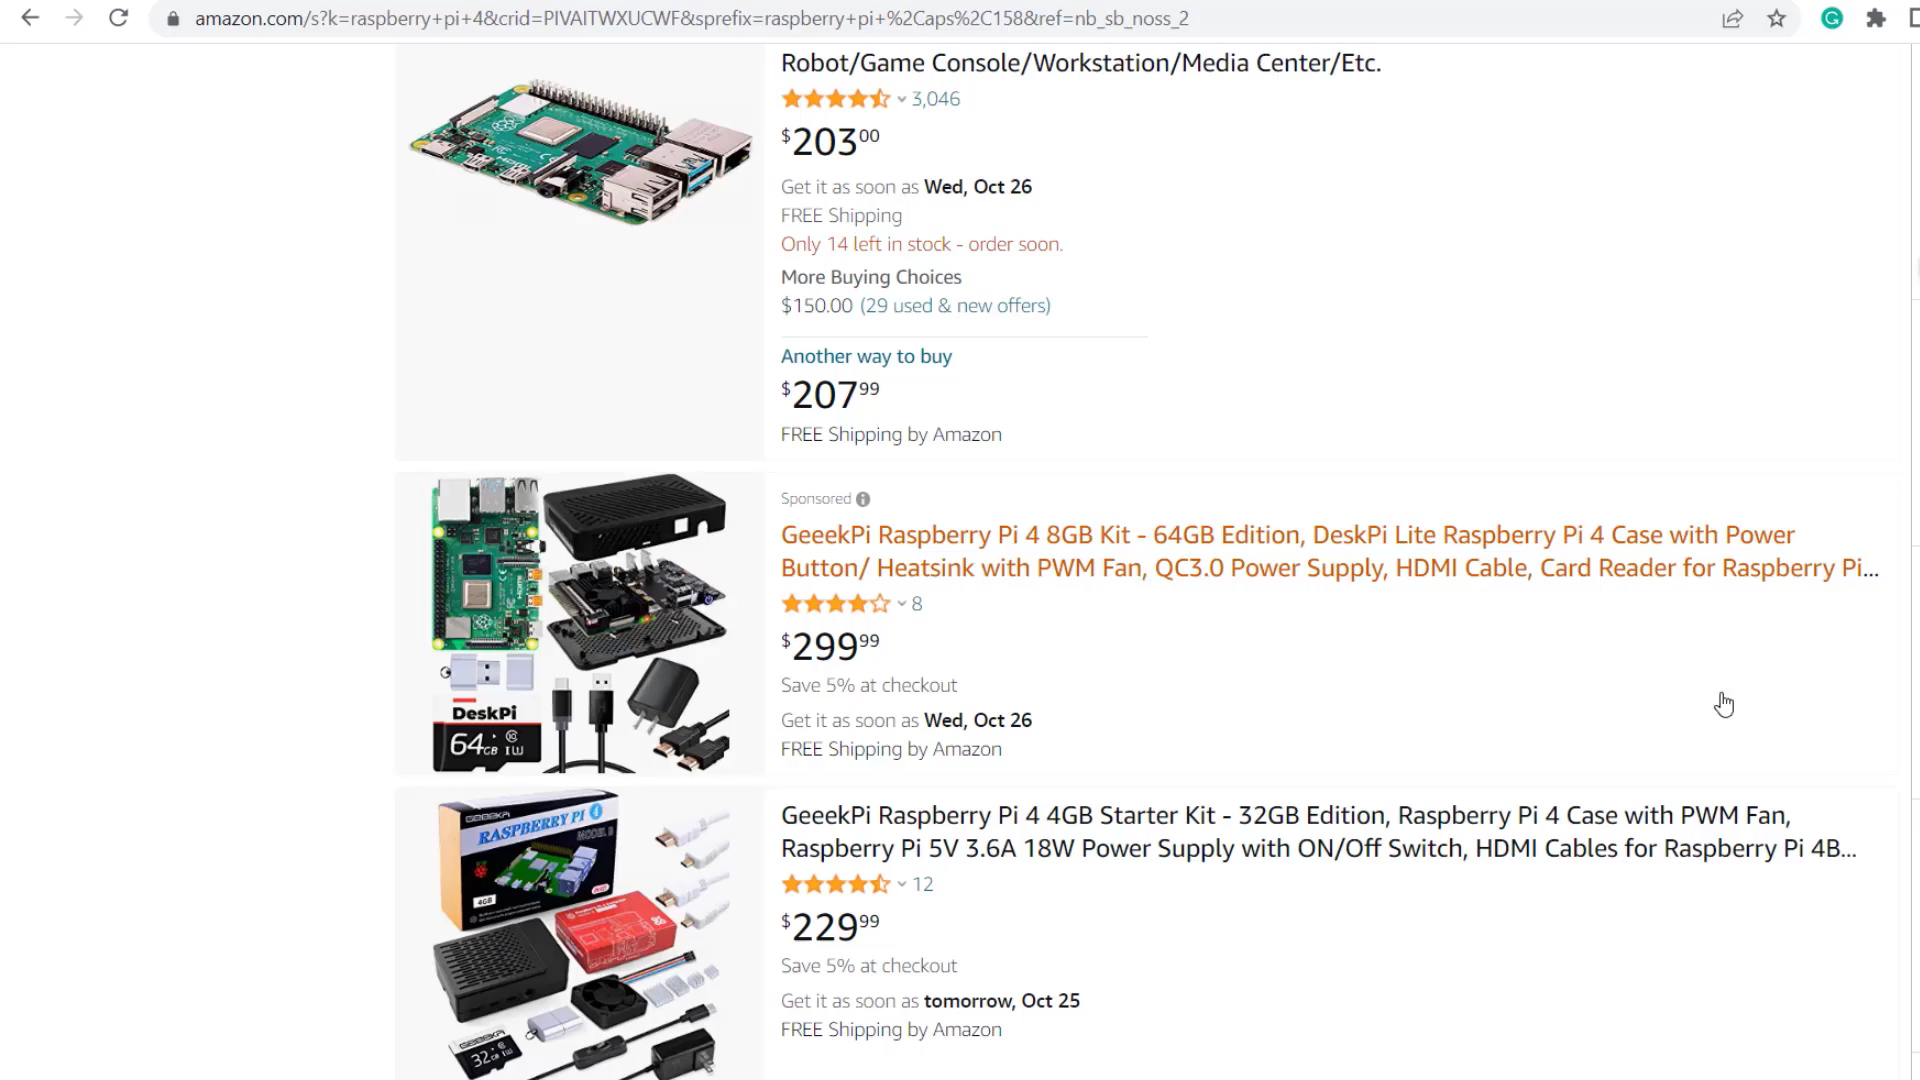 amazon.com/s?k=raspberry+pi+4&crid=PIVAITWXUCWF&sprefix=raspberry+pi+%2Caps%2C158&ref=nb_sb_noss_2
Robot/Game Console/Workstation/Media Center/Etc.
3,046
$203.00
Get it as soon as Wed, Oct 26
FREE Shipping
Only 14 left in stock - order soon.
More Buying Choices
$150.00 (29 used & new offers)
Another way to buy
$207.99
FREE Shipping by Amazon
Sponsored
GeeekPi Raspberry Pi 4 8GB Kit - 64GB Edition, DeskPi Lite Raspberry Pi 4 Case with Power
Button/ Heatsink with PWM Fan, QC3.0 Power Supply, HDMI Cable, Card Reader for Raspberry Pi...
8
$299.99
Save 5% at checkout
Get it as soon as Wed, Oct 26
FREE Shipping by Amazon
DeskPi
64GB
GeeekPi Raspberry Pi 4 4GB Starter Kit - 32GB Edition, Raspberry Pi 4 Case with PWM Fan,
Raspberry Pi 5V 3.6A 18W Power Supply with ON/Off Switch, HDMI Cables for Raspberry Pi 4B...
12
$229.99
Save 5% at checkout
Get it as soon as tomorrow, Oct 25
FREE Shipping by Amazon
GEEEKPI
RASPBERRY PI
MODEL B
4GB
GEEEKPI
32GB